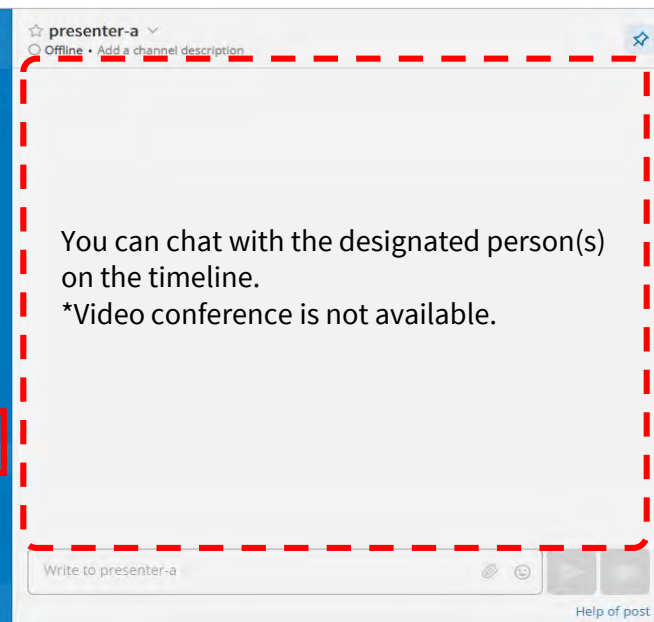 presenter-a
Offline • Add a channel description
You can chat with the designated person(s)
on the timeline.
*Video conference is not available.
Write to presenter-a
Help of post